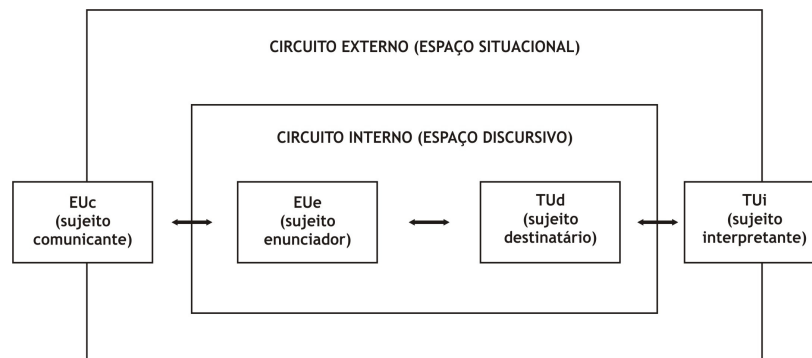 CIRCUITO EXTERNO (ESPAÇO SITUACIONAL)
CIRCUITO INTERNO (ESPAÇO DISCURSIVO)
EUc
(sujeito
comunicante)
EUe
(sujeito
enunciador)
TUd
(sujeito
destinatário)
TUi
(sujeito
interpretante)